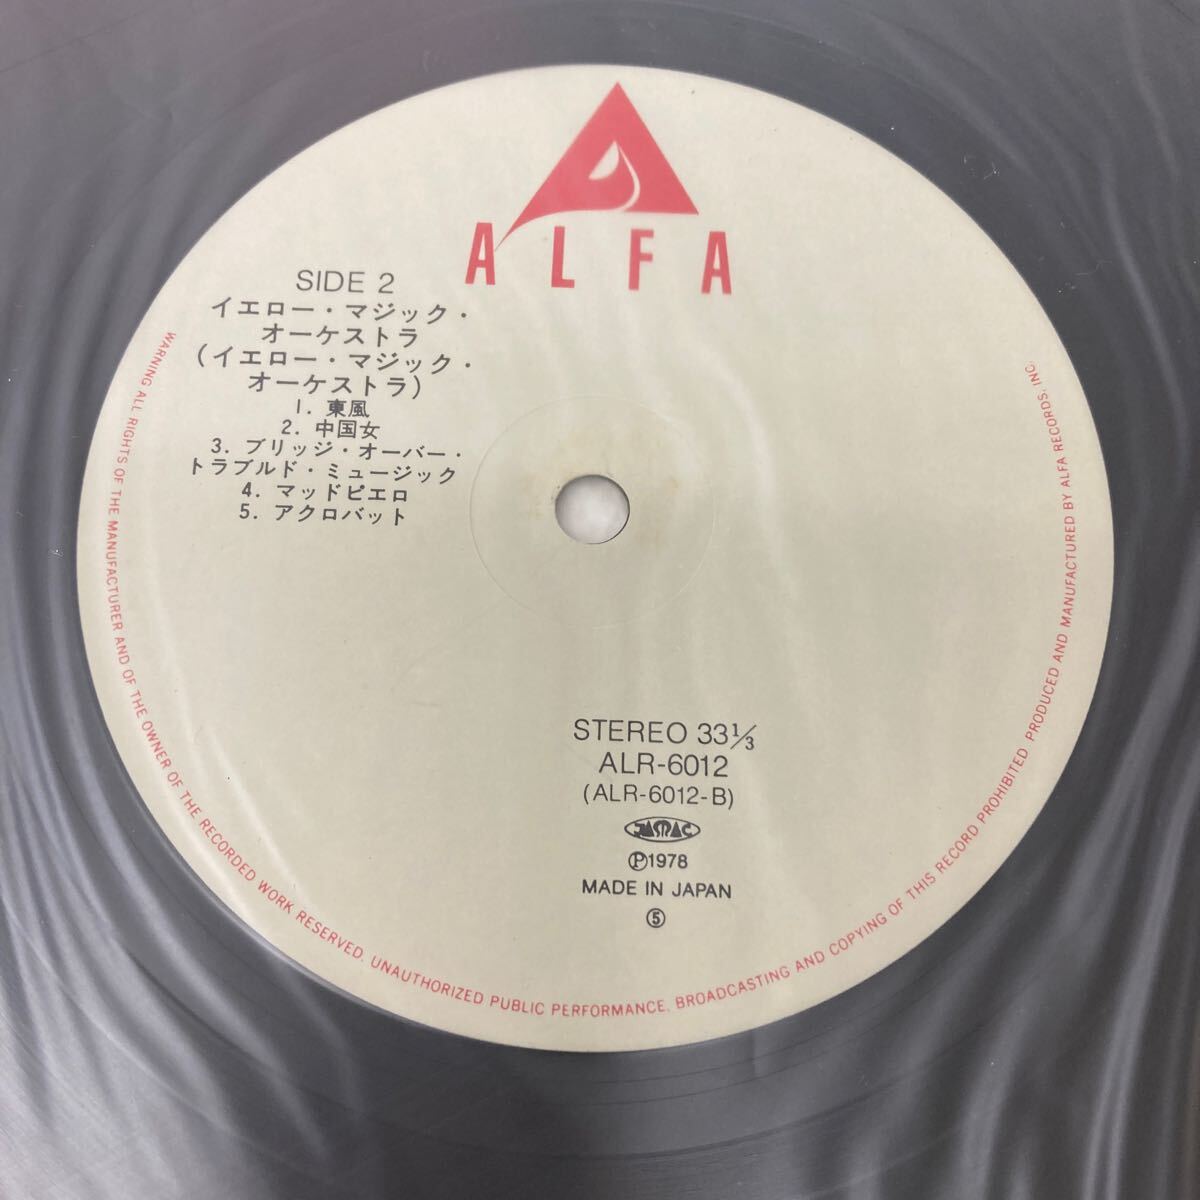 ALFA
SIDE 2
イエロー・マジック・
オーケストラ
(イエロー・マジック・
オーケストラ)
1. 東風
2. 中国女
3. ブリッジ・オーバー・
トラブルド・ミュージック
4. マッドピエロ
5. アクロバット
STEREO 33⅓
ALR-6012
(ALR-6012-B)
JASRAC
Ⓟ1978
MADE IN JAPAN
⑤
WARNING ALL RIGHTS OF THE MANUFACTURER AND OF THE OWNER OF THE RECORDED WORK RESERVED. UNAUTHORIZED PUBLIC PERFORMANCE, BROADCASTING AND COPYING OF THIS RECORD PROHIBITED PRODUCED AND MANUFACTURED BY ALFA RECORDS, INC.